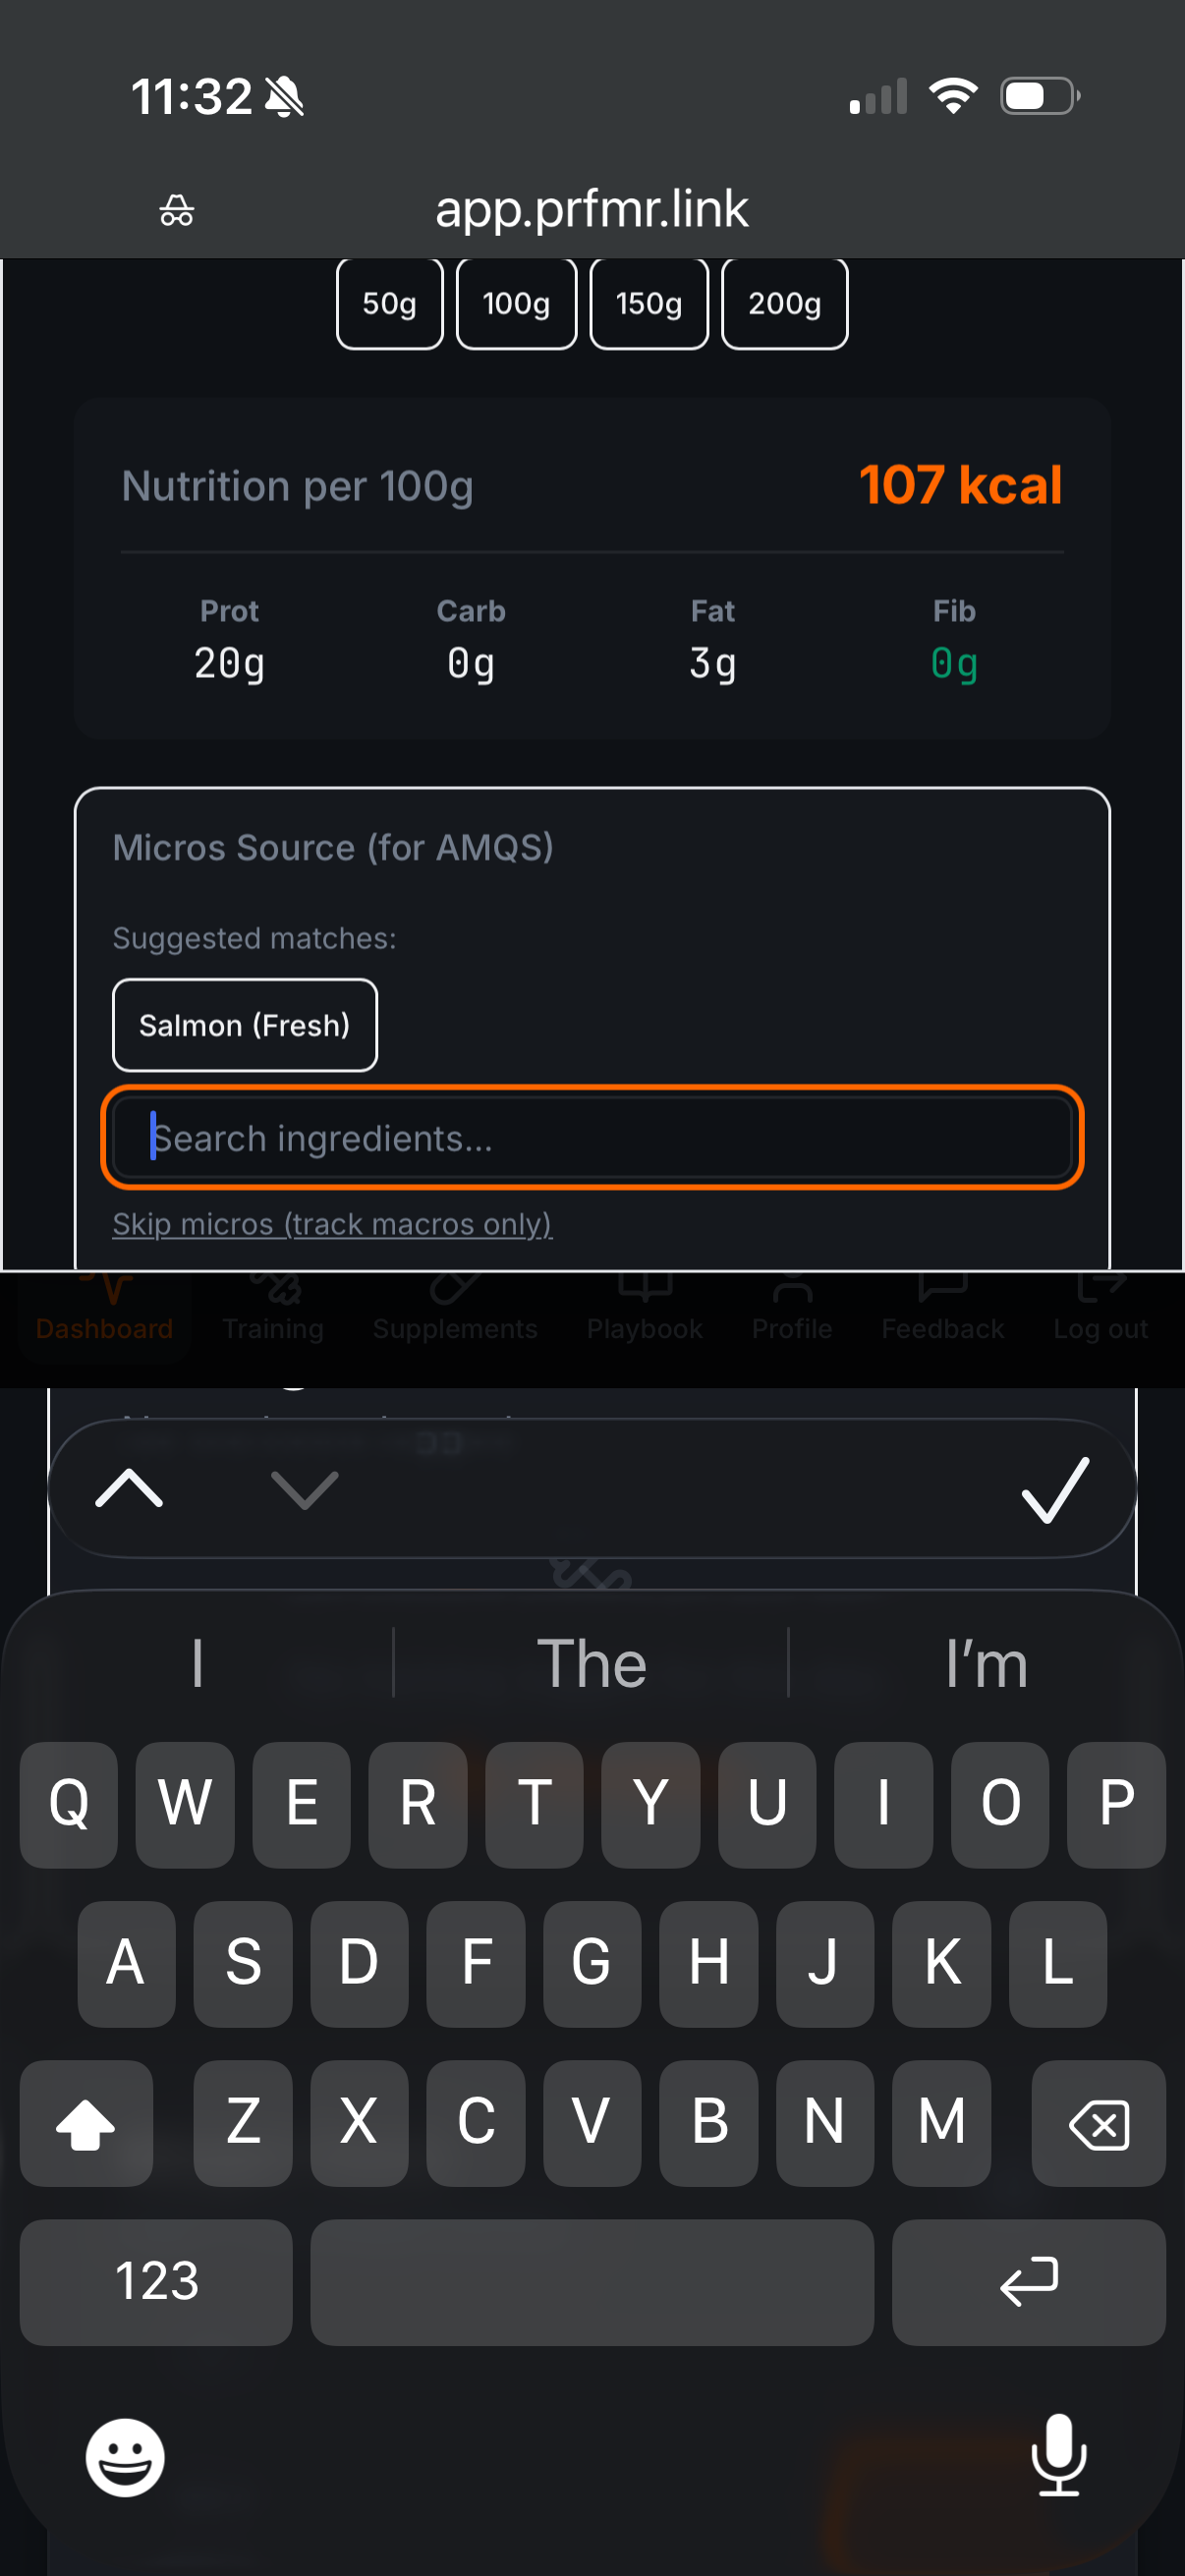 11:32
app.prfmr.link
50g 100g 150g 200g
Nutrition per 100g 107 kcal
Prot Carb Fat Fib
20g 0g 3g 0g
Micros Source (for AMQS)
Suggested matches:
Salmon (Fresh)
Search ingredients...
Skip micros (track macros only)
Dashboard Training Supplements Playbook Profile Feedback Log out
I The I’m
Q W E R T Y U I O P
A S D F G H J K L
Z X C V B N M
123